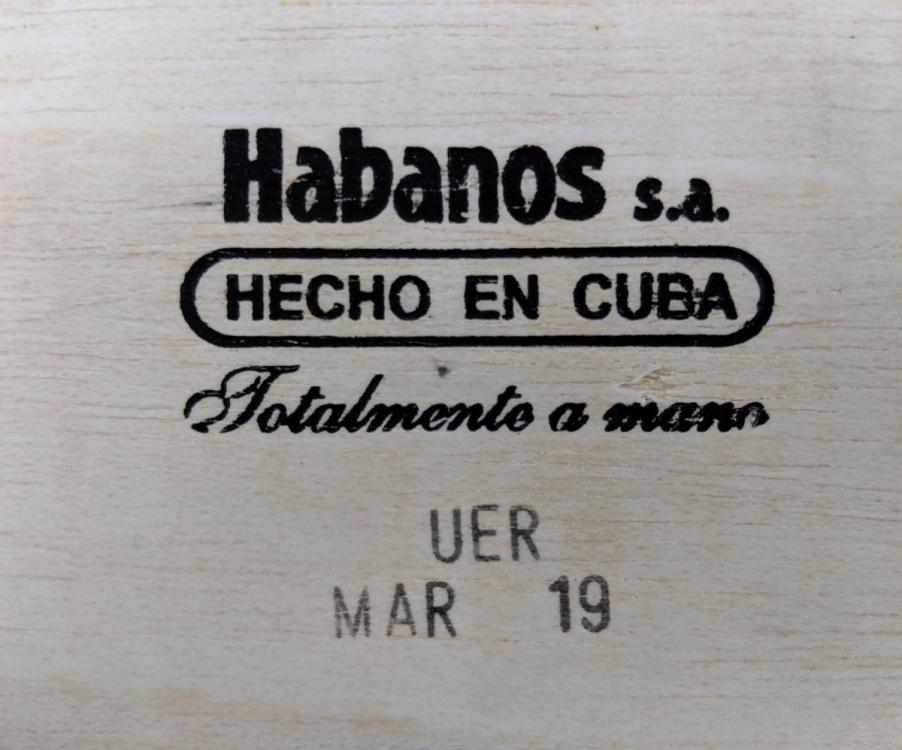 Habanos s.a.
HECHO EN CUBA
Totalmente a mano
UER
MAR 19